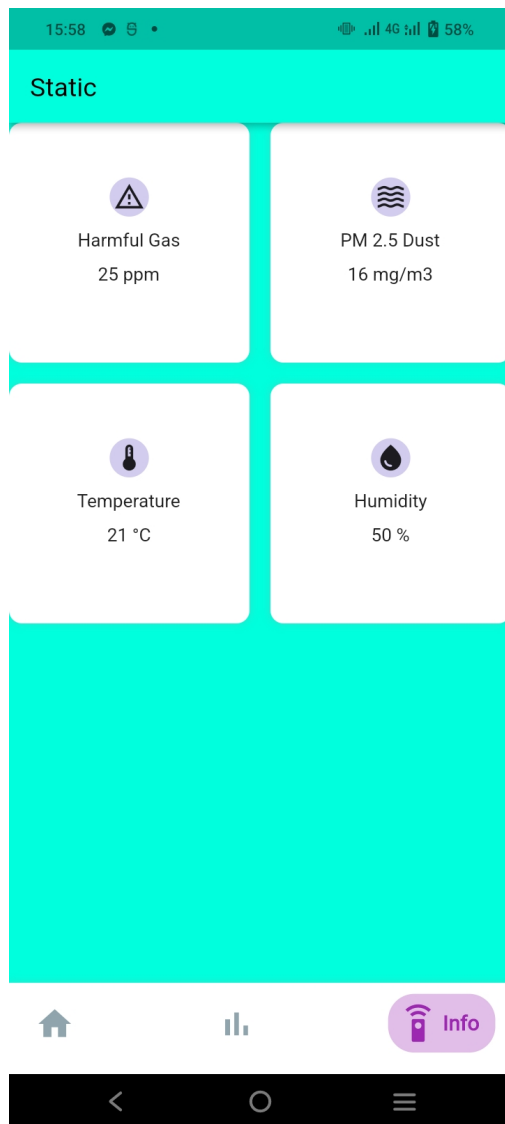 15:58 4G 58%
Static
Harmful Gas
25 ppm
PM 2.5 Dust
16 mg/m3
Temperature
21 °C
Humidity
50 %
Info